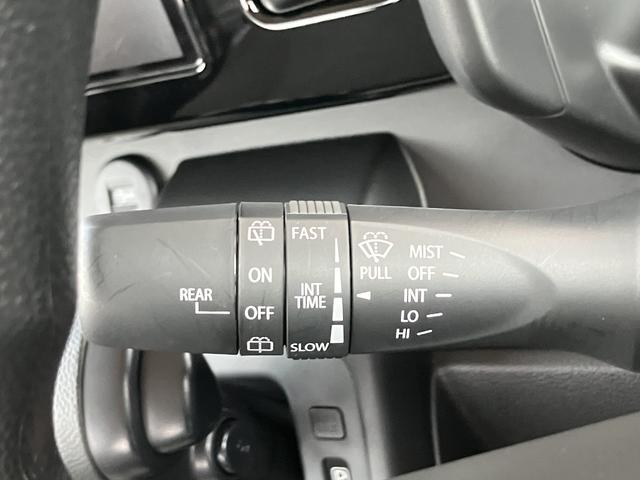 REAR
ON
OFF
FAST
INT
TIME
SLOW
PULL
MIST
OFF
INT
LO
HI
P